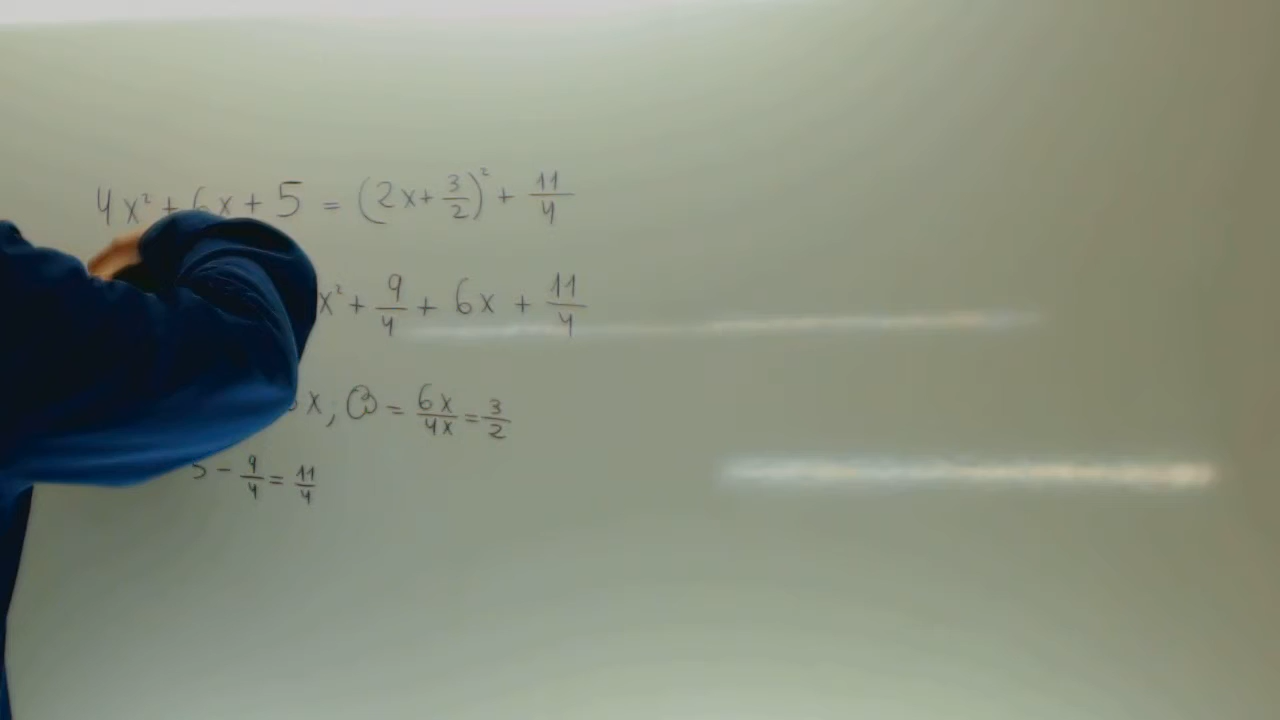 4x² + 6x + 5 = (2x + 3/2)² + 11/4
x² + 9/4 + 6x + 11/4
x, B = 6x/4x = 3/2
5 - 9/4 = 11/4